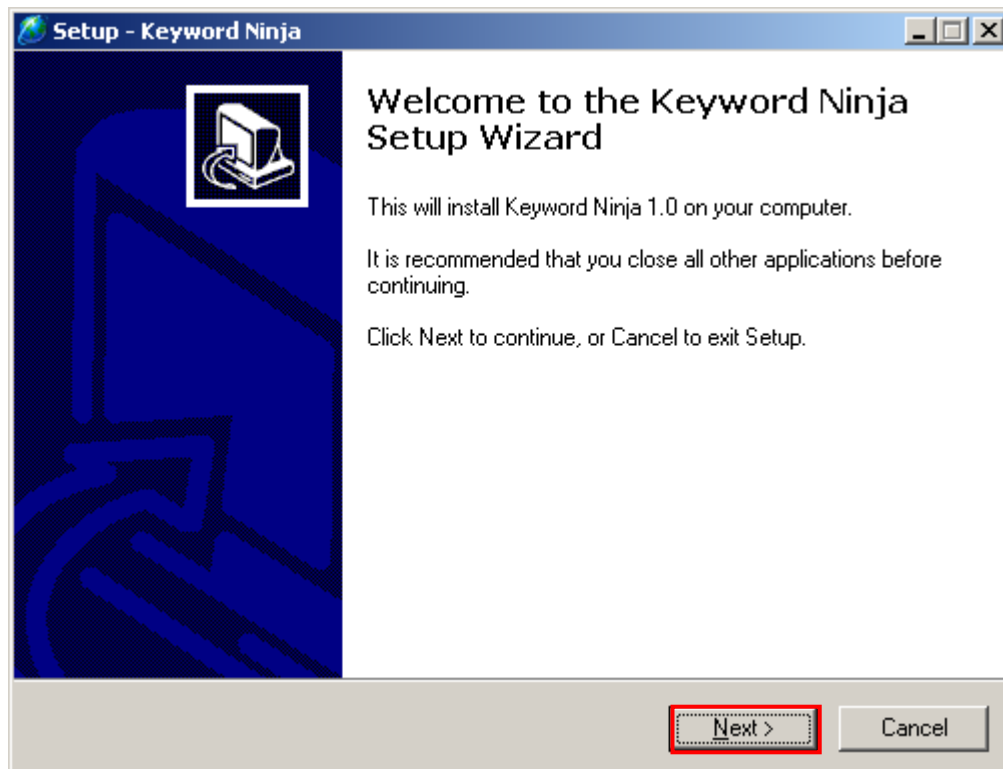 Setup - Keyword Ninja
Welcome to the Keyword Ninja
Setup Wizard
This will install Keyword Ninja 1.0 on your computer.
It is recommended that you close all other applications before
continuing.
Click Next to continue, or Cancel to exit Setup.
Next >
Cancel